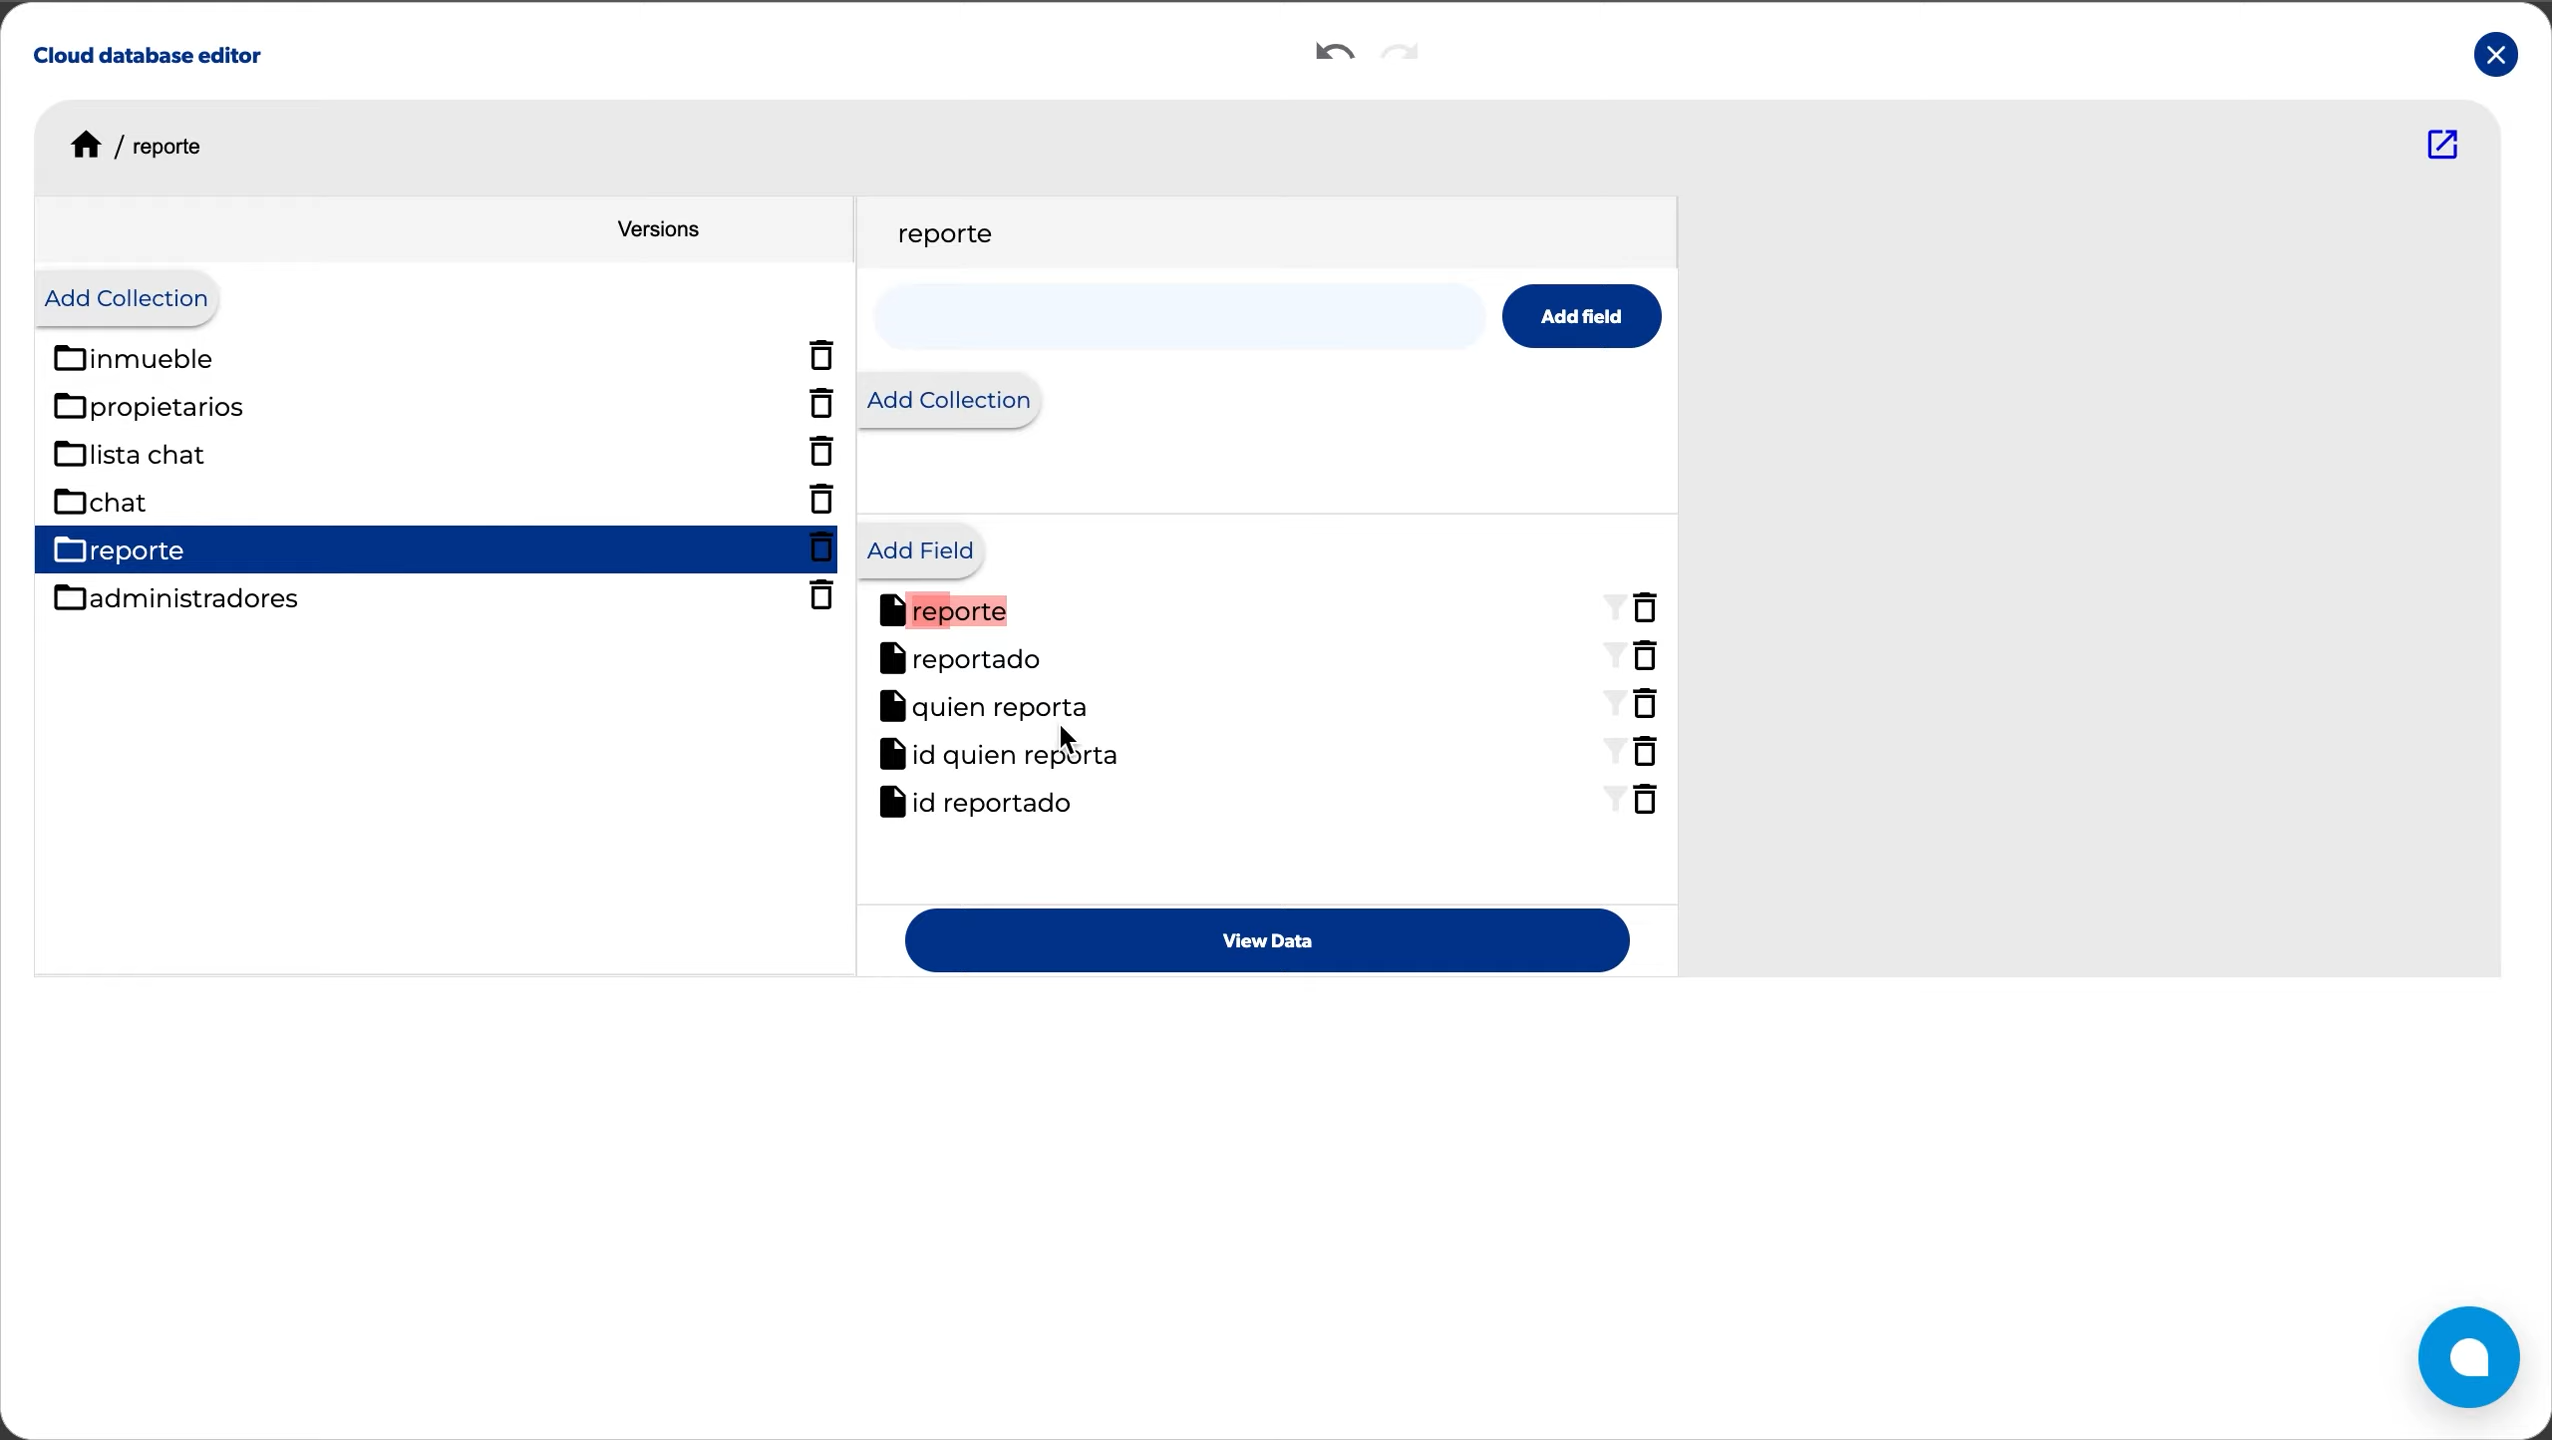 Cloud database editor
/ reporte
Versions
Add Collection
inmueble
propietarios
lista chat
chat
reporte
administradores
reporte
Add field
Add Collection
Add Field
reporte
reportado
quien reporta
id quien reporta
id reportado
View Data